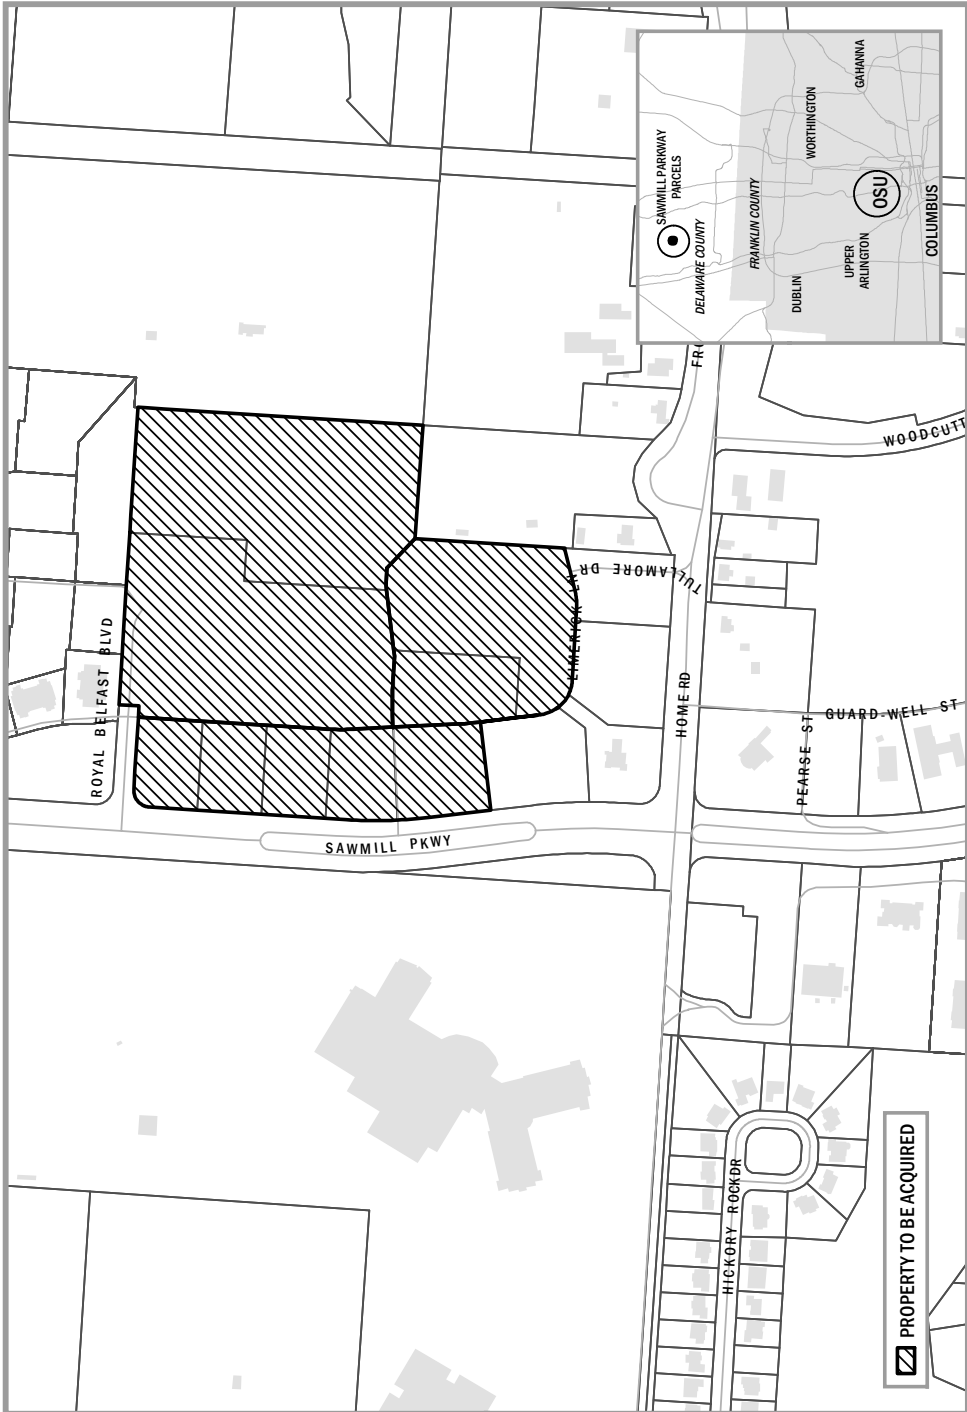 ROYAL BELFAST BLVD
SAWMILL PKWY
LIMERICK LN
TULLAMORE DR
HOME RD
FRO
WOODCUTT
GUARD-WELL ST
PEARSE ST
HICKORY ROCK DR
PROPERTY TO BE ACQUIRED
SAWMILL PARKWAY
PARCELS
DELAWARE COUNTY
FRANKLIN COUNTY
DUBLIN
WORTHINGTON
GAHANNA
UPPER
ARLINGTON
OSU
COLUMBUS